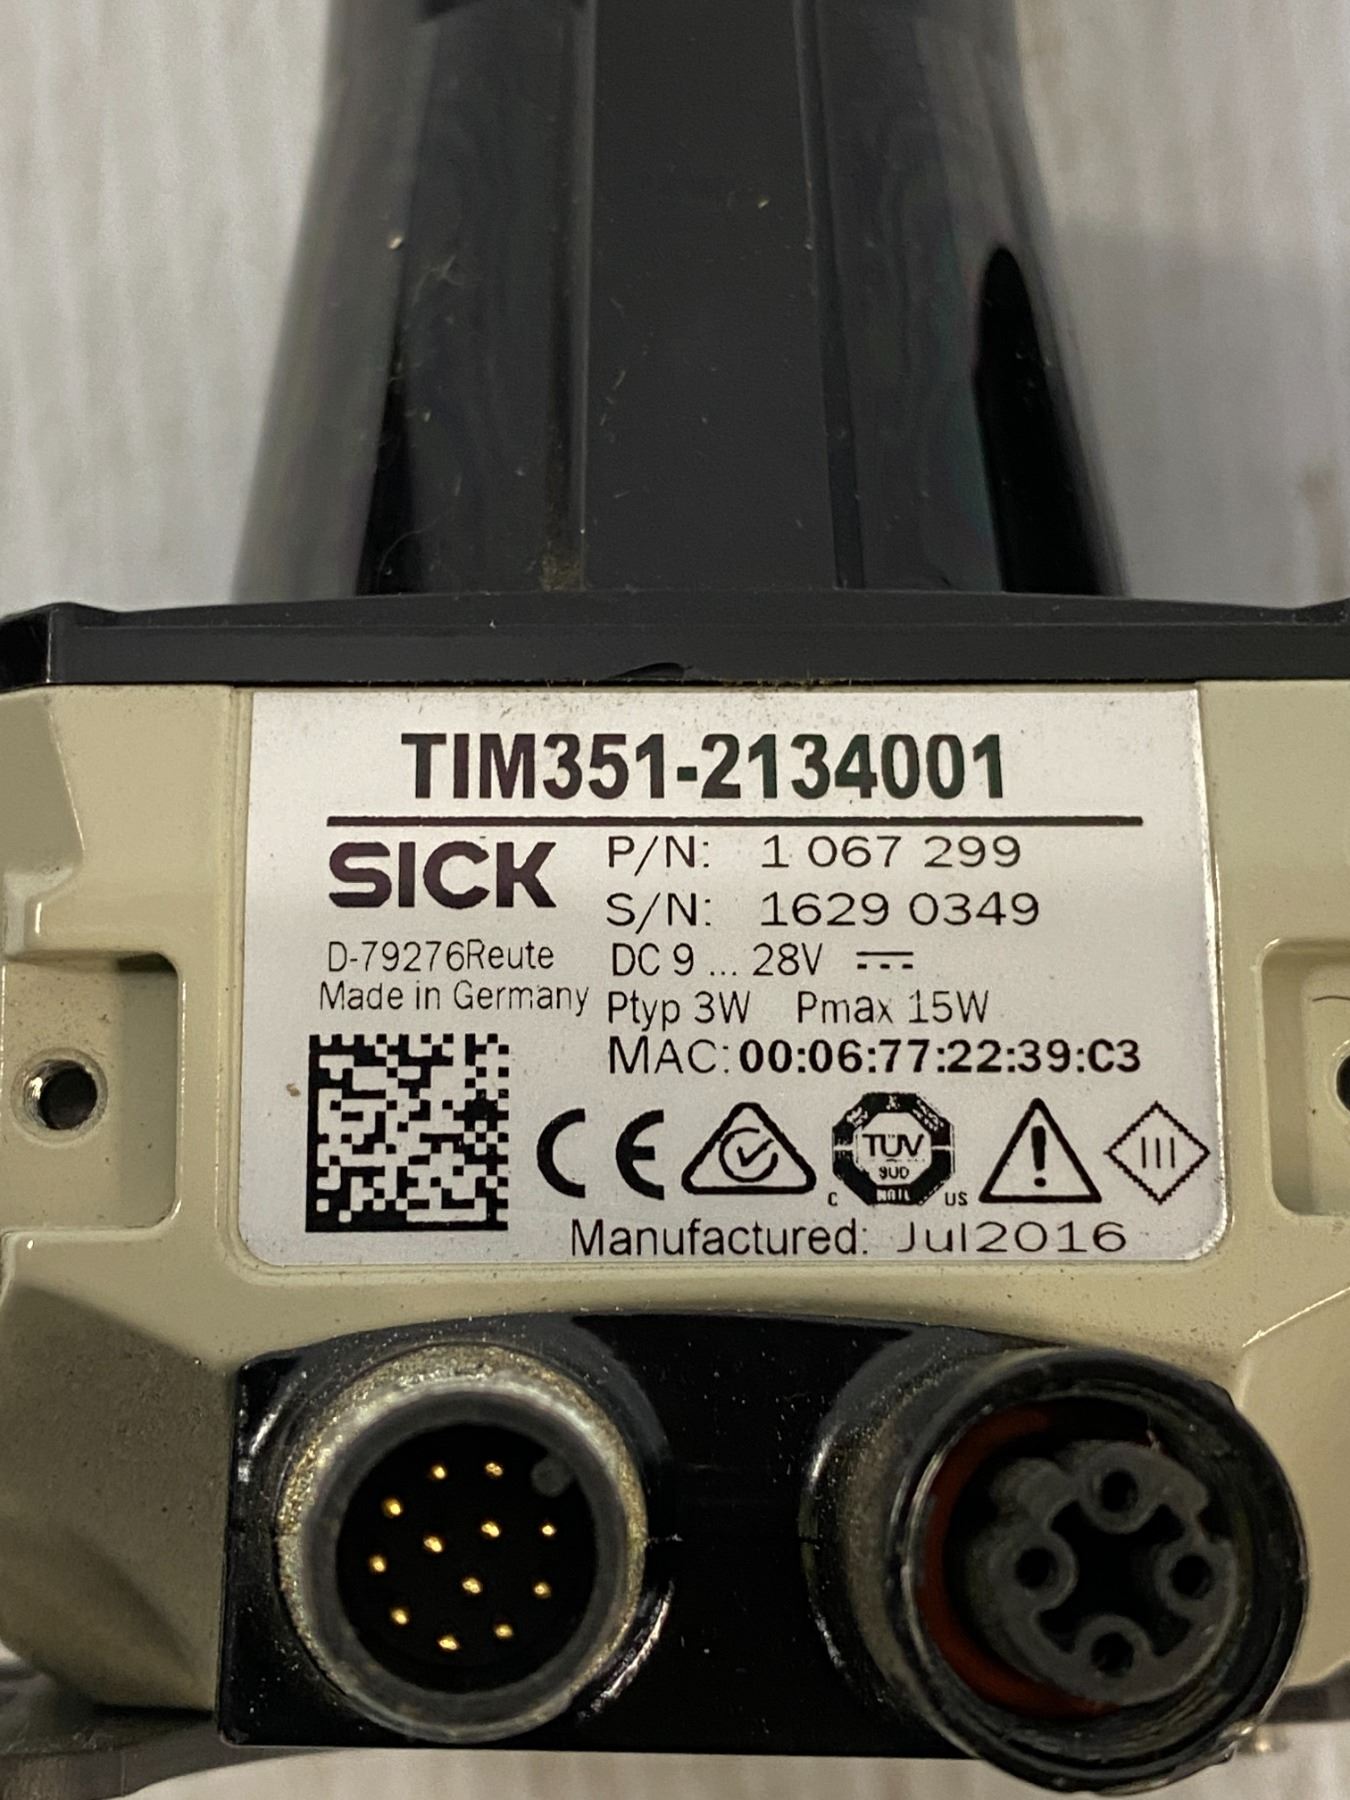 TIM351-2134001
SICK
P/N: 1 067 299
S/N: 1629 0349
D-79276Reute
DC 9 ... 28V
Made in Germany
Ptyp 3W Pmax 15W
MAC: 00:06:77:22:39:C3
CE
TÜV
SÜD
C US
III
Manufactured: Jul2016